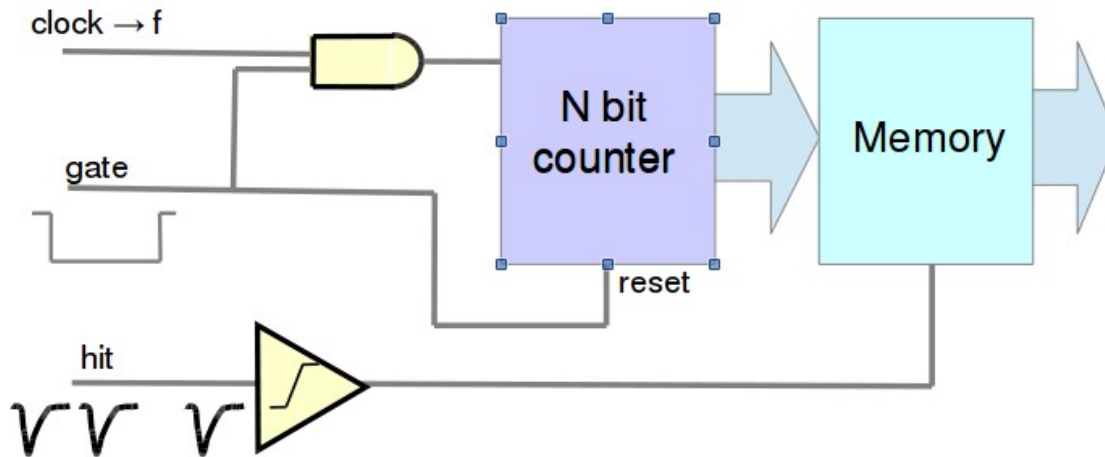 clock → f
N bit
counter
Memory
gate
reset
hit